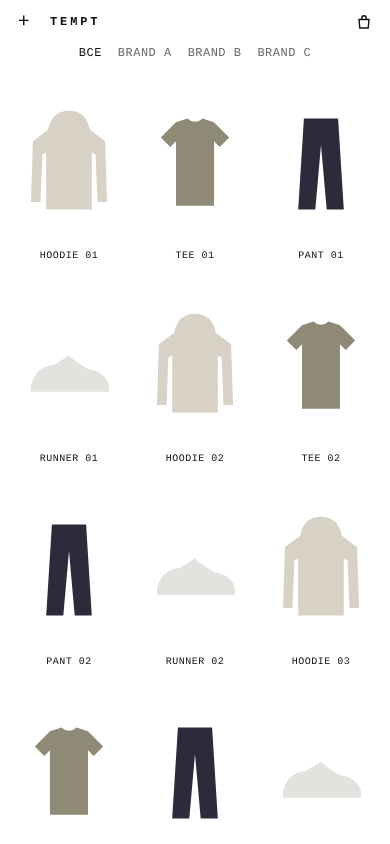 + TEMPT
ВСЕ BRAND A BRAND B BRAND C
HOODIE 01 TEE 01 PANT 01
RUNNER 01 HOODIE 02 TEE 02
PANT 02 RUNNER 02 HOODIE 03